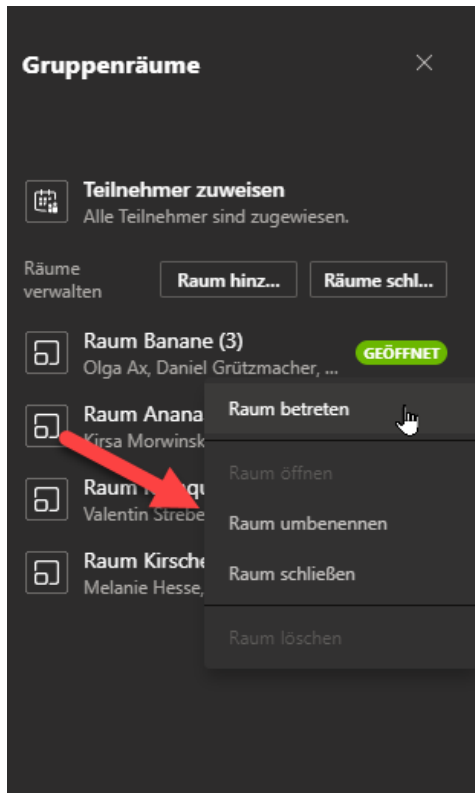 Gruppenräume
Teilnehmer zuweisen
Alle Teilnehmer sind zugewiesen.
Räume verwalten
Raum hinz...
Räume schl...
Raum Banane (3)
GEÖFFNET
Olga Ax, Daniel Grützmacher, ...
Raum Anana
Kirsa Morwinsk
Raum
Valentin Strebe
Raum Kirsche
Melanie Hesse,
Raum betreten
Raum öffnen
Raum umbenennen
Raum schließen
Raum löschen